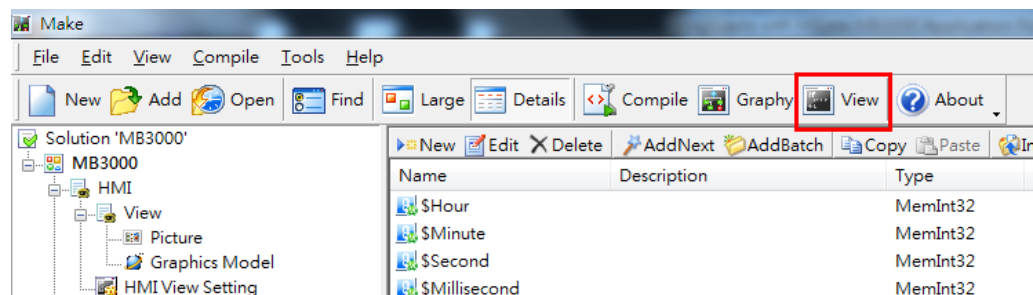 Make
File Edit View Compile Tools Help
New Add Open Find Large Details Compile Graphy View About
Solution 'MB3000'
MB3000
HMI
View
Picture
Graphics Model
HMI View Setting
New Edit Delete AddNext AddBatch Copy Paste
Name Description Type
$Hour MemInt32
$Minute MemInt32
$Second MemInt32
$Millisecond MemInt32